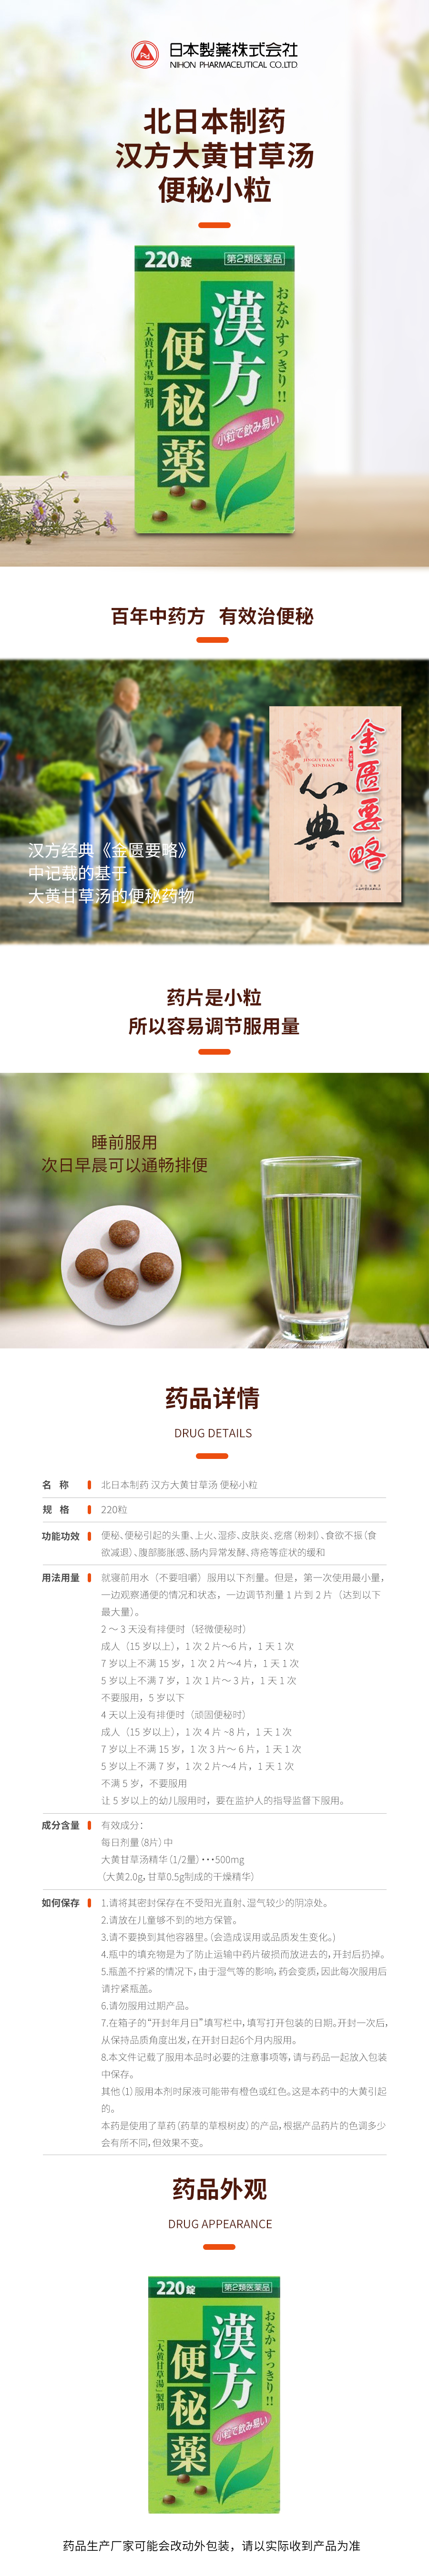 日本製薬株式会社
NIHON PHARMACEUTICAL CO.,LTD
北日本制药
汉方大黄甘草汤
便秘小粒
220錠
第2類医薬品
おなかすっきり!!
漢方
便秘薬
「大黄甘草湯」製剤
小粒で飲み易い
百年中药方 有效治便秘
金匮要略
心典
汉方经典《金匮要略》
中记载的基于
大黄甘草汤的便秘药物
药片是小粒
所以容易调节服用量
睡前服用
次日早晨可以通畅排便
药品详情
DRUG DETAILS
名 称 北日本制药 汉方大黄甘草汤 便秘小粒
规 格 220粒
功能功效 便秘、便秘引起的头重、上火、湿疹、皮肤炎、疙瘩(粉刺)、食欲不振(食
欲减退)、腹部膨胀感、肠内异常发酵、痔疮等症状的缓和
用法用量 就寝前用水(不要咀嚼)服用以下剂量。但是,第一次使用最小量,
一边观察通便的情况和状态,一边调节剂量 1 片到 2 片(达到以下
最大量)。
2 ～ 3 天没有排便时(轻微便秘时)
成人(15 岁以上),1 次 2 片～6 片,1 天 1 次
7 岁以上不满 15 岁,1 次 2 片～4 片,1 天 1 次
5 岁以上不满 7 岁,1 次 1 片～ 3 片,1 天 1 次
不要服用,5 岁以下
4 天以上没有排便时(顽固便秘时)
成人(15 岁以上),1 次 4 片 ~8 片,1 天 1 次
7 岁以上不满 15 岁,1 次 3 片～ 6 片,1 天 1 次
5 岁以上不满 7 岁,1 次 2 片～4 片,1 天 1 次
不满 5 岁,不要服用
让 5 岁以上的幼儿服用时,要在监护人的指导监督下服用。
成分含量 有效成分:
每日剂量(8片)中
大黄甘草汤精华(1/2量)・・・500mg
(大黄2.0g,甘草0.5g制成的干燥精华)
如何保存 1.请将其密封保存在不受阳光直射、湿气较少的阴凉处。
2.请放在儿童够不到的地方保管。
3.请不要换到其他容器里。(会造成误用或品质发生变化。)
4.瓶中的填充物是为了防止运输中药片破损而放进去的,开封后扔掉。
5.瓶盖不拧紧的情况下,由于湿气等的影响,药会变质,因此每次服用后
请拧紧瓶盖。
6.请勿服用过期产品。
7.在箱子的“开封年月日”填写栏中,填写打开包装的日期。开封一次后,
从保持品质角度出发,在开封日起6个月内服用。
8.本文件记载了服用本品时必要的注意事项等,请与药品一起放入包装
中保存。
其他(1)服用本剂时尿液可能带有橙色或红色。这是本药中的大黄引起
的。
本药是使用了草药(药草的草根树皮)的产品,根据产品药片的色调多少
会有所不同,但效果不变。
药品外观
DRUG APPEARANCE
220錠
第2類医薬品
おなかすっきり!!
漢方
便秘薬
「大黄甘草湯」製剤
小粒で飲み易い
药品生产厂家可能会改动外包装,请以实际收到产品为准